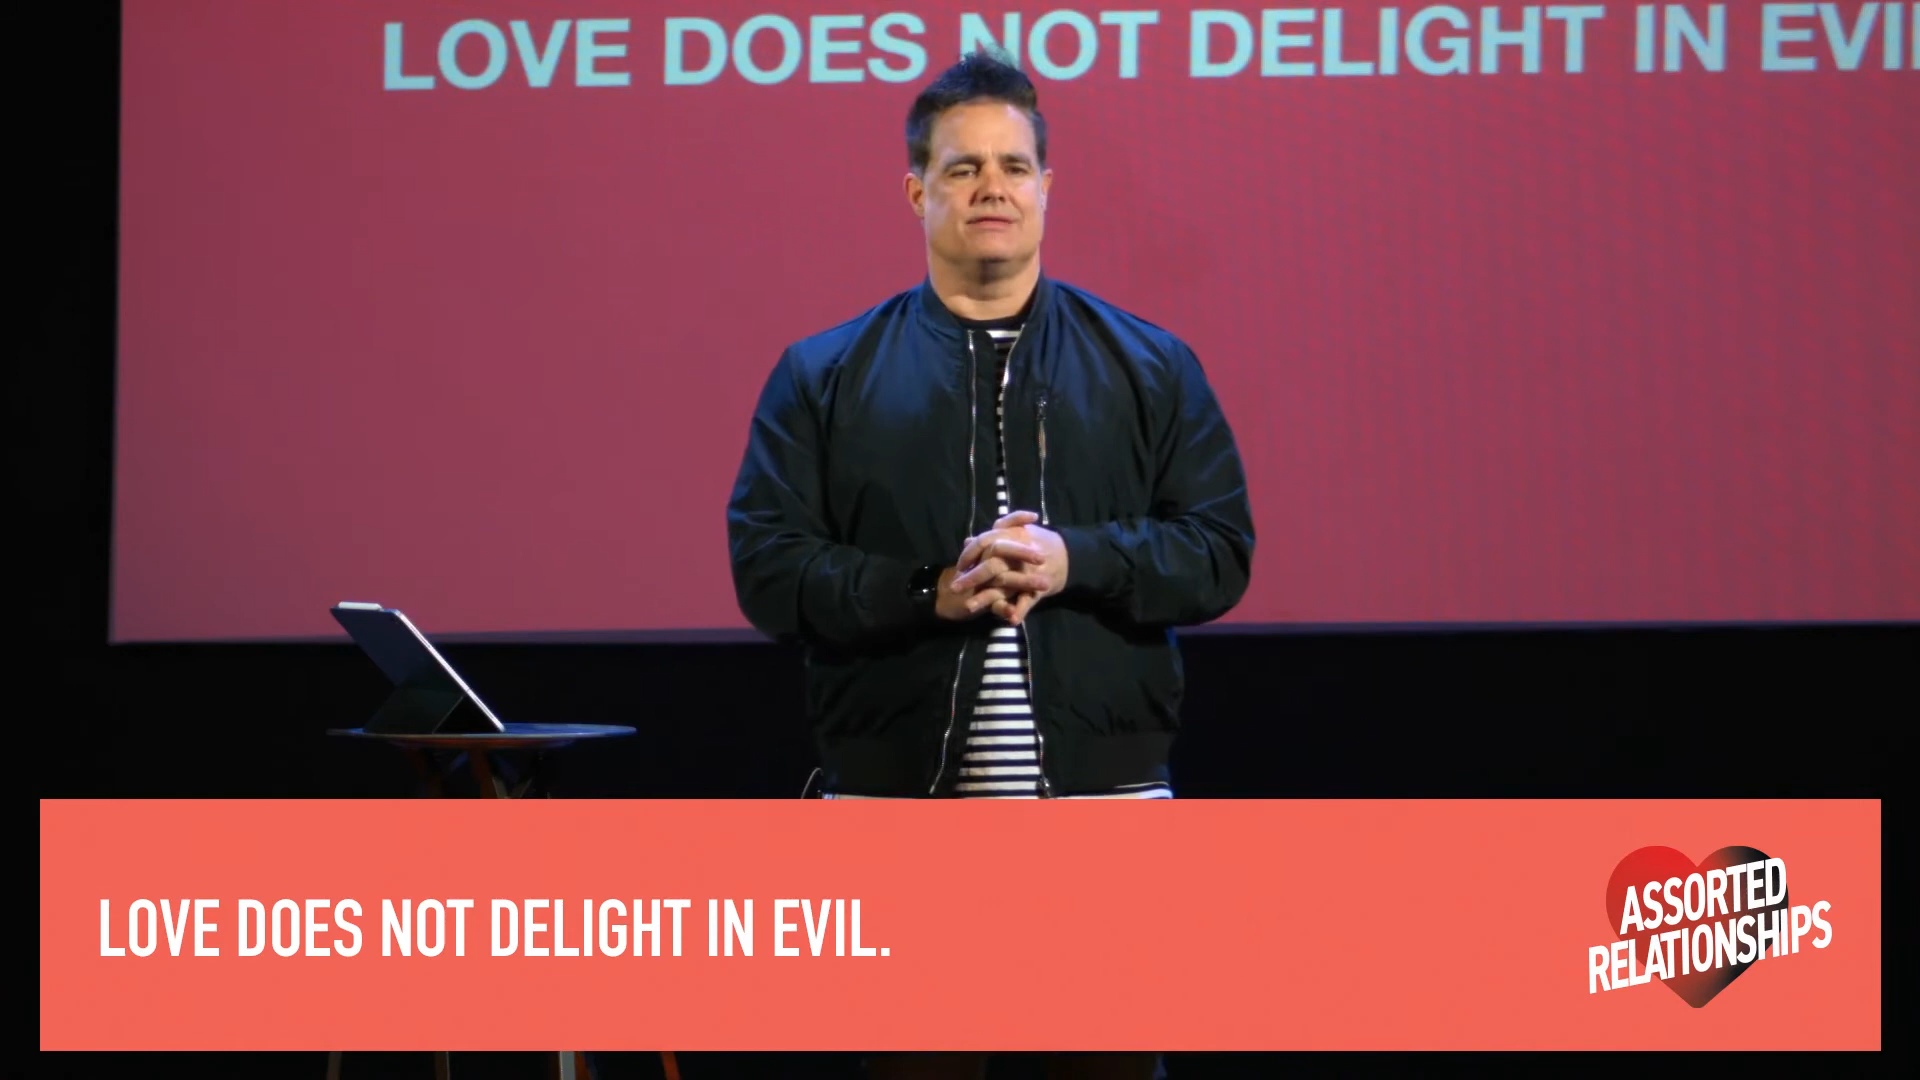 LOVE DOES NOT DELIGHT IN EVI
LOVE DOES NOT DELIGHT IN EVIL.
ASSORTED
RELATIONSHIPS